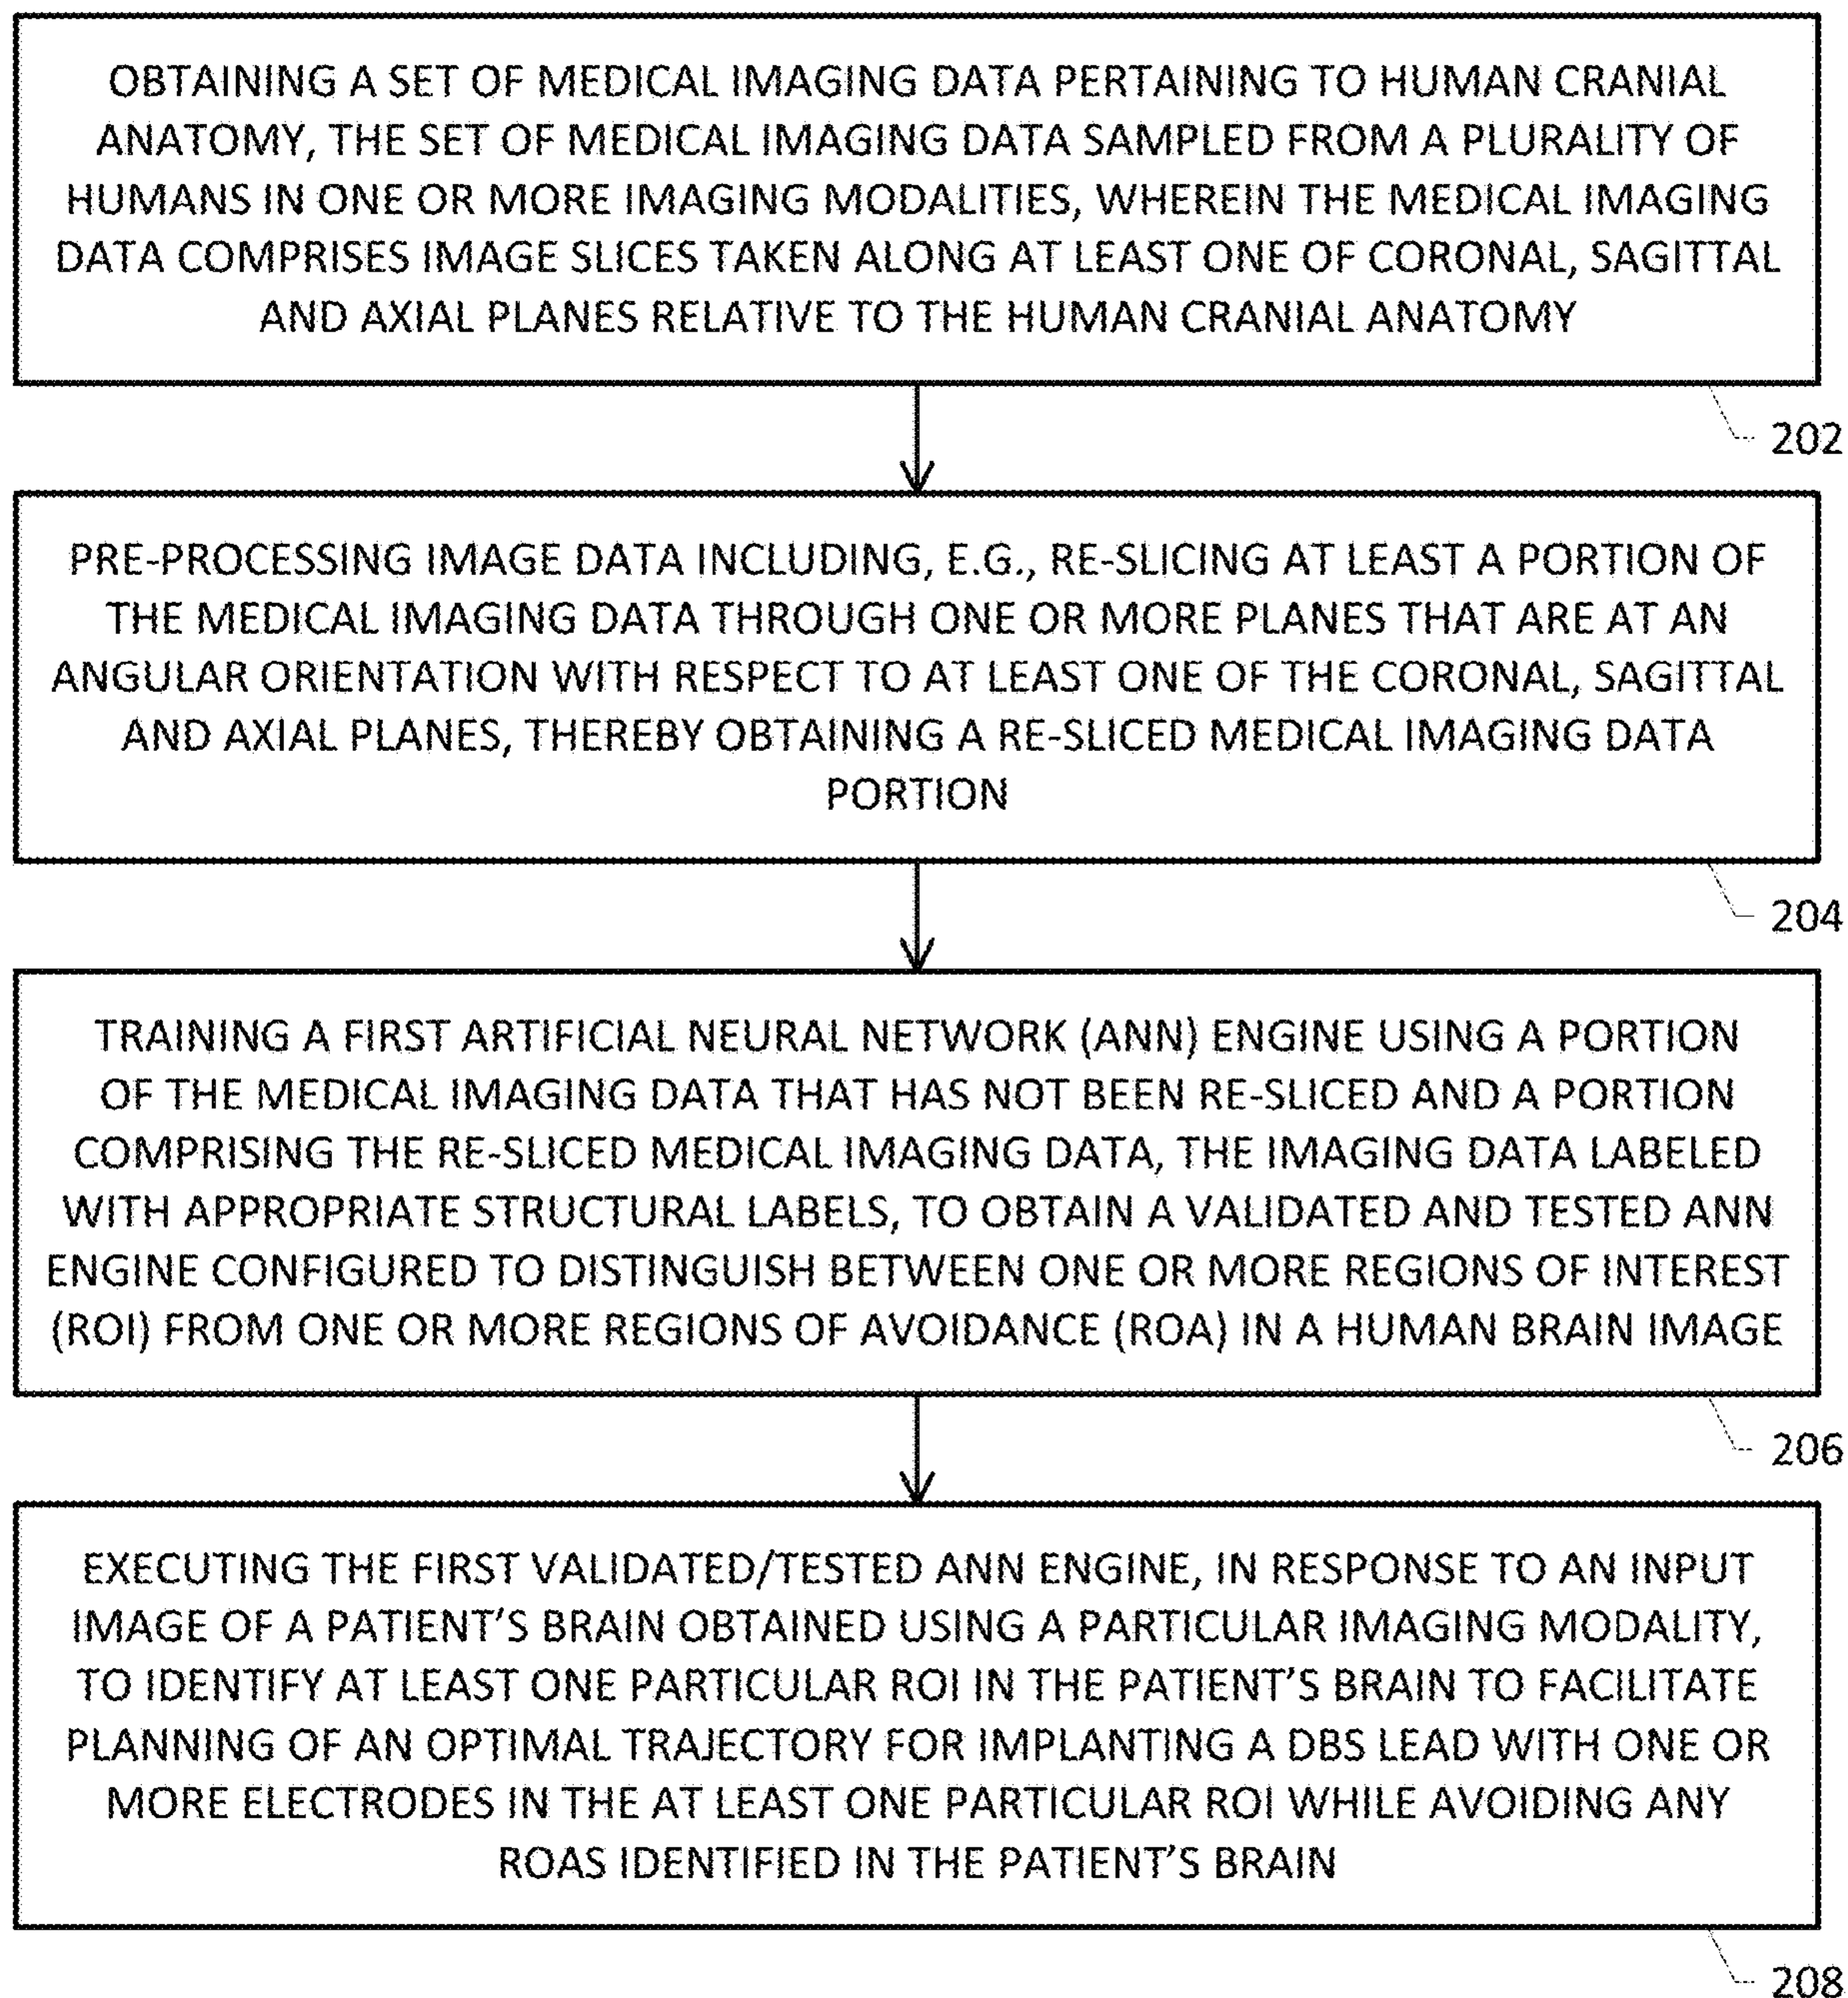 OBTAINING A SET OF MEDICAL IMAGING DATA PERTAINING TO HUMAN CRANIAL
ANATOMY, THE SET OF MEDICAL IMAGING DATA SAMPLED FROM A PLURALITY OF
HUMANS IN ONE OR MORE IMAGING MODALITIES, WHEREIN THE MEDICAL IMAGING
DATA COMPRISES IMAGE SLICES TAKEN ALONG AT LEAST ONE OF CORONAL, SAGITTAL
AND AXIAL PLANES RELATIVE TO THE HUMAN CRANIAL ANATOMY
202
PRE-PROCESSING IMAGE DATA INCLUDING, E.G., RE-SLICING AT LEAST A PORTION OF
THE MEDICAL IMAGING DATA THROUGH ONE OR MORE PLANES THAT ARE AT AN
ANGULAR ORIENTATION WITH RESPECT TO AT LEAST ONE OF THE CORONAL, SAGITTAL
AND AXIAL PLANES, THEREBY OBTAINING A RE-SLICED MEDICAL IMAGING DATA
PORTION
204
TRAINING A FIRST ARTIFICIAL NEURAL NETWORK (ANN) ENGINE USING A PORTION
OF THE MEDICAL IMAGING DATA THAT HAS NOT BEEN RE-SLICED AND A PORTION
COMPRISING THE RE-SLICED MEDICAL IMAGING DATA, THE IMAGING DATA LABELED
WITH APPROPRIATE STRUCTURAL LABELS, TO OBTAIN A VALIDATED AND TESTED ANN
ENGINE CONFIGURED TO DISTINGUISH BETWEEN ONE OR MORE REGIONS OF INTEREST
(ROI) FROM ONE OR MORE REGIONS OF AVOIDANCE (ROA) IN A HUMAN BRAIN IMAGE
206
EXECUTING THE FIRST VALIDATED/TESTED ANN ENGINE, IN RESPONSE TO AN INPUT
IMAGE OF A PATIENT'S BRAIN OBTAINED USING A PARTICULAR IMAGING MODALITY,
TO IDENTIFY AT LEAST ONE PARTICULAR ROI IN THE PATIENT'S BRAIN TO FACILITATE
PLANNING OF AN OPTIMAL TRAJECTORY FOR IMPLANTING A DBS LEAD WITH ONE OR
MORE ELECTRODES IN THE AT LEAST ONE PARTICULAR ROI WHILE AVOIDING ANY
ROAS IDENTIFIED IN THE PATIENT'S BRAIN
208